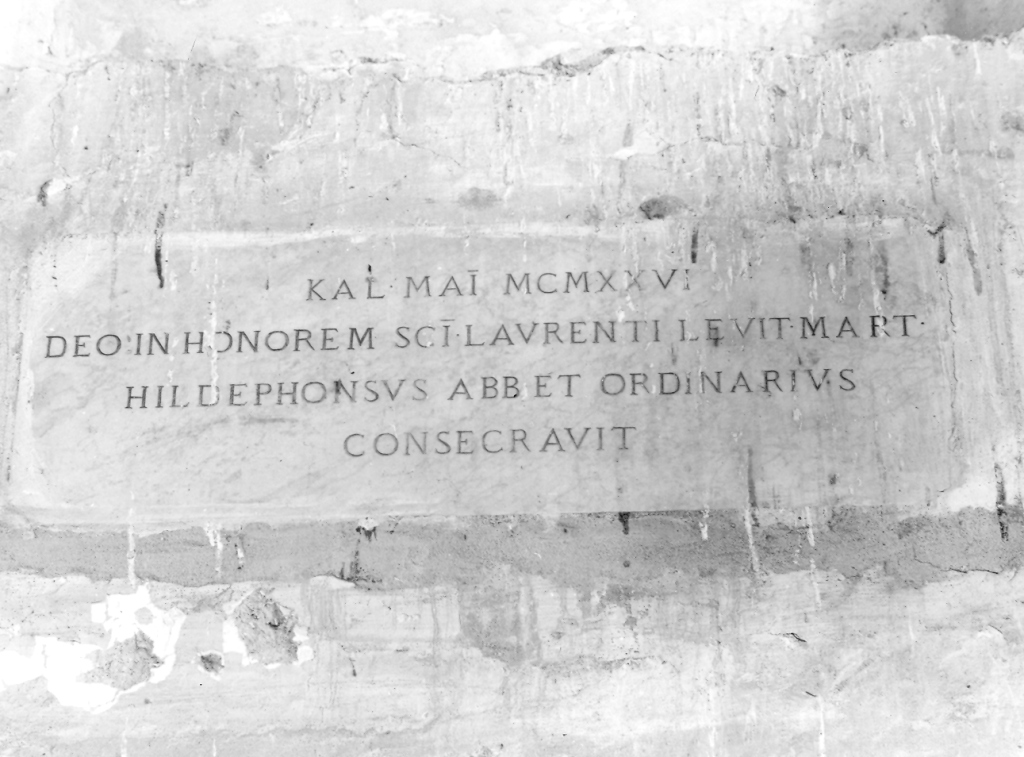 KAL·MAĪ MCMXXVI
DEO·IN HONOREM SCĪ·LAVRENTI LEVIT·MART·
HILDEPHONSVS ABB ET ORDINARIVS
CONSECRAVIT